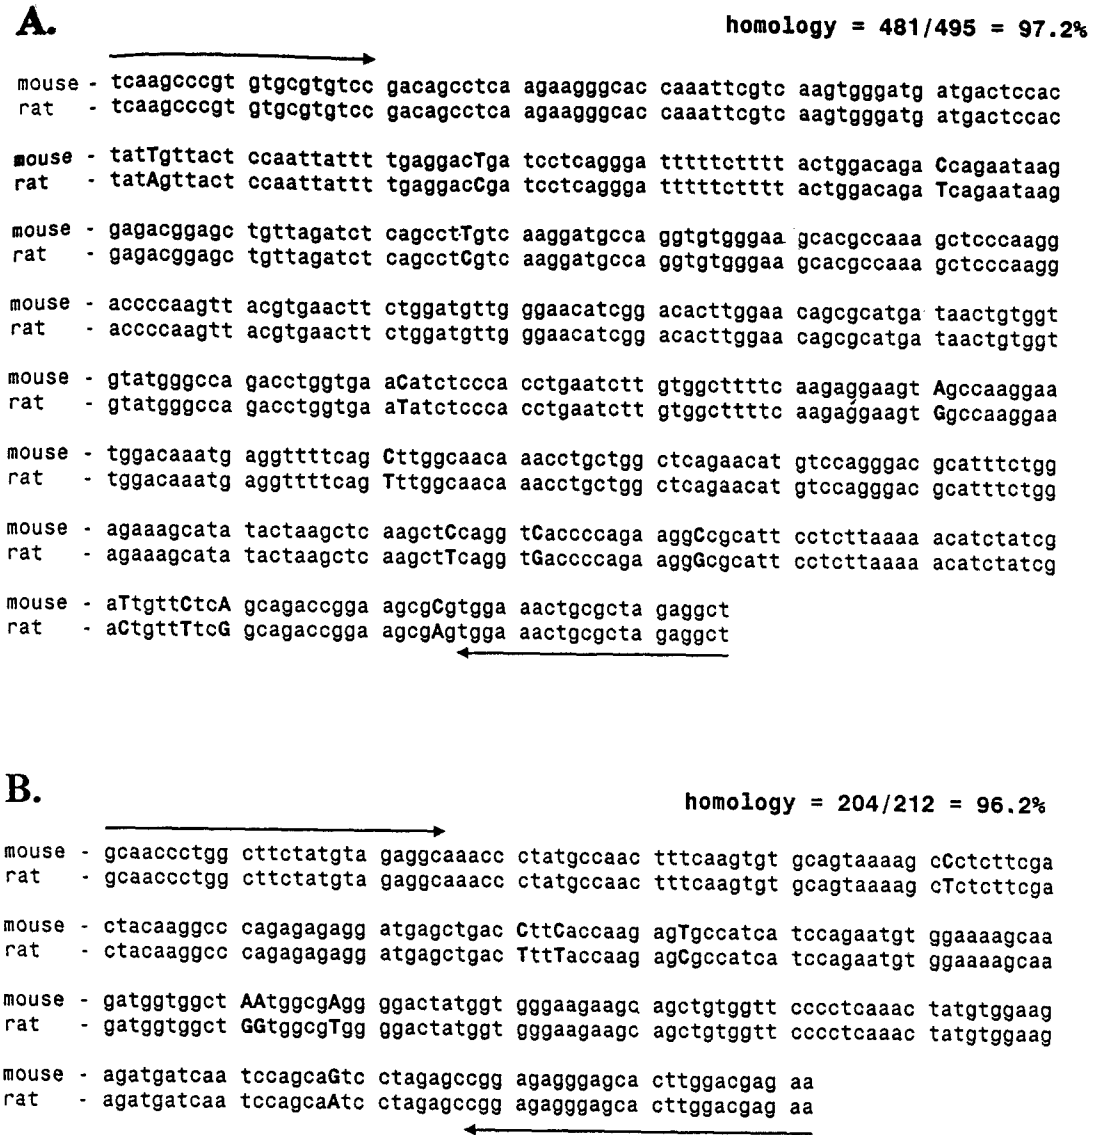 A.
homology = 481/495 = 97.2%
mouse - tcaagcccgt gtgcgtgtcc gacagcctca agaagggcac caaattcgtc aagtgggatg atgactccac
rat - tcaagcccgt gtgcgtgtcc gacagcctca agaagggcac caaattcgtc aagtgggatg atgactccac
mouse - tatTgttact ccaattattt tgaggacTga tcctcaggga tttttctttt actggacaga Ccagaataag
rat - tatAgttact ccaattattt tgaggacCga tcctcaggga tttttctttt actggacaga Tcagaataag
mouse - gagacggagc tgttagatct cagcctTgtc aaggatgcca ggtgtgggaa gcacgccaaa gctcccaagg
rat - gagacggagc tgttagatct cagcctCgtc aaggatgcca ggtgtgggaa gcacgccaaa gctcccaagg
mouse - accccaagtt acgtgaactt ctggatgttg ggaacatcgg acacttggaa cagcgcatga taactgtggt
rat - accccaagtt acgtgaactt ctggatgttg ggaacatcgg acacttggaa cagcgcatga taactgtggt
mouse - gtatgggcca gacctggtga aCatctccca cctgaatctt gtggcttttc aagaggaagt Agccaaggaa
rat - gtatgggcca gacctggtga aTatctccca cctgaatctt gtggcttttc aagaggaagt Ggccaaggaa
mouse - tggacaaatg aggttttcag Cttggcaaca aacctgctgg ctcagaacat gtccagggac gcatttctgg
rat - tggacaaatg aggttttcag Tttggcaaca aacctgctgg ctcagaacat gtccagggac gcatttctgg
mouse - agaaagcata tactaagctc aagctCcagg tCaccccaga aggCcgcatt cctcttaaaa acatctatcg
rat - agaaagcata tactaagctc aagctTcagg tGaccccaga aggGcgcatt cctcttaaaa acatctatcg
mouse - aTtgttCtcA gcagaccgga agcgCgtgga aactgcgcta gaggct
rat - aCtgttTtcG gcagaccgga agcgAgtgga aactgcgcta gaggct
B.
homology = 204/212 = 96.2%
mouse - gcaaccctgg cttctatgta gaggcaaacc ctatgccaac tttcaagtgt gcagtaaaag cCctcttcga
rat - gcaaccctgg cttctatgta gaggcaaacc ctatgccaac tttcaagtgt gcagtaaaag cTctcttcga
mouse - ctacaaggcc cagagagagg atgagctgac CttCaccaag agTgccatca tccagaatgt ggaaaagcaa
rat - ctacaaggcc cagagagagg atgagctgac TttTaccaag agCgccatca tccagaatgt ggaaaagcaa
mouse - gatggtggct AAtggcgAgg ggactatggt gggaagaagc agctgtggtt cccctcaaac tatgtggaag
rat - gatggtggct GGtggcgTgg ggactatggt gggaagaagc agctgtggtt cccctcaaac tatgtggaag
mouse - agatgatcaa tccagcaGtc ctagagccgg agagggagca cttggacgag aa
rat - agatgatcaa tccagcaAtc ctagagccgg agagggagca cttggacgag aa